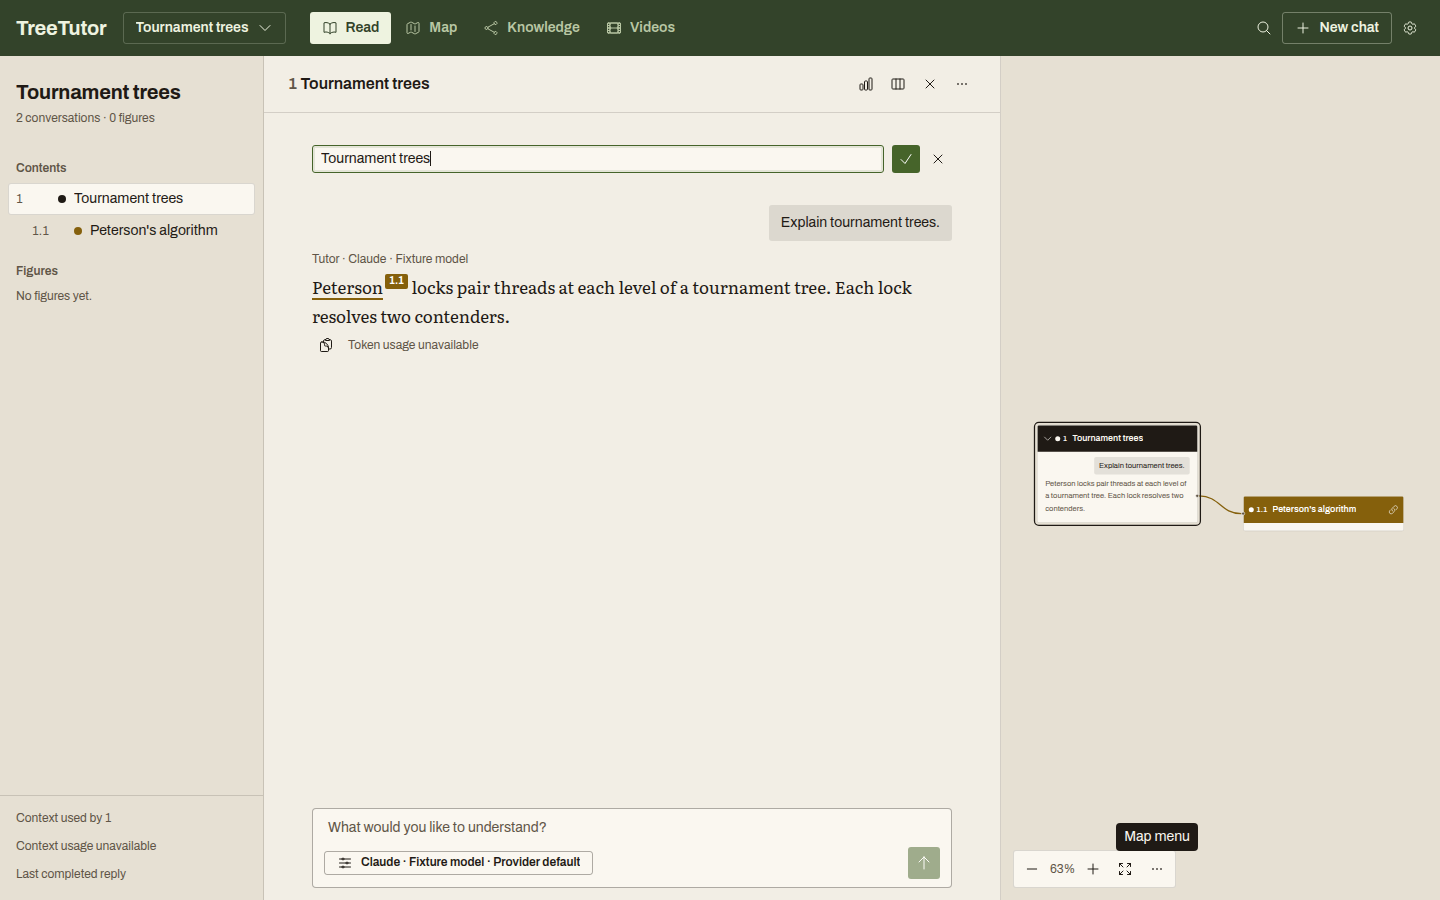 TreeTutor
Tournament trees
Read
Map
Knowledge
Videos
New chat
Tournament trees
2 conversations · 0 figures
Contents
1 Tournament trees
1.1 Peterson's algorithm
Figures
No figures yet.
Context used by 1
Context usage unavailable
Last completed reply
1 Tournament trees
Tournament trees
Explain tournament trees.
Tutor · Claude · Fixture model
Peterson 1.1 locks pair threads at each level of a tournament tree. Each lock
resolves two contenders.
Token usage unavailable
What would you like to understand?
Claude · Fixture model · Provider default
1 Tournament trees
Explain tournament trees.
Peterson locks pair threads at each level of
a tournament tree. Each lock resolves two
contenders.
1.1 Peterson's algorithm
Map menu
63%